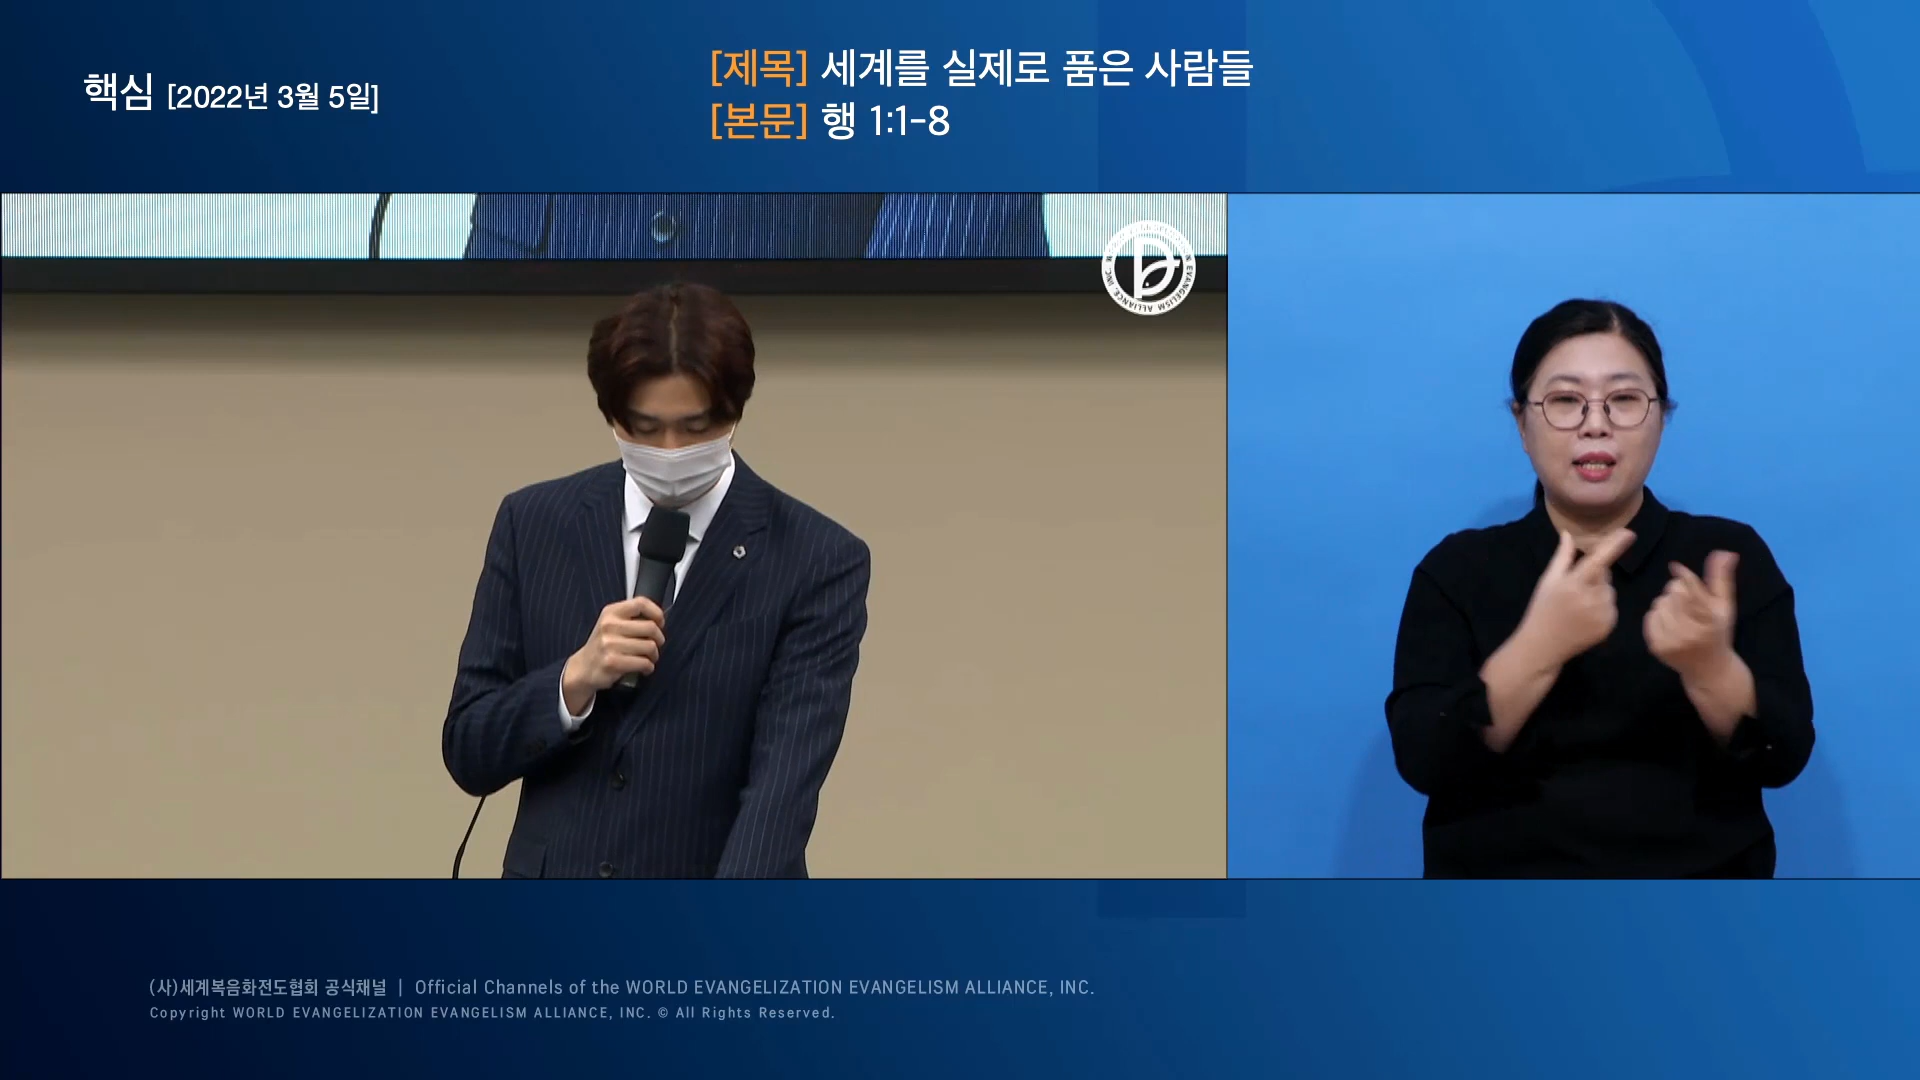 핵심 [2022년 3월 5일]
[제목] 세계를 실제로 품은 사람들
[본문] 행 1:1-8
EVANGELISM ALLIANCE, INC.
(사)세계복음화전도협회 공식채널 | Official Channels of the WORLD EVANGELIZATION EVANGELISM ALLIANCE, INC.
Copyright WORLD EVANGELIZATION EVANGELISM ALLIANCE, INC. © All Rights Reserved.